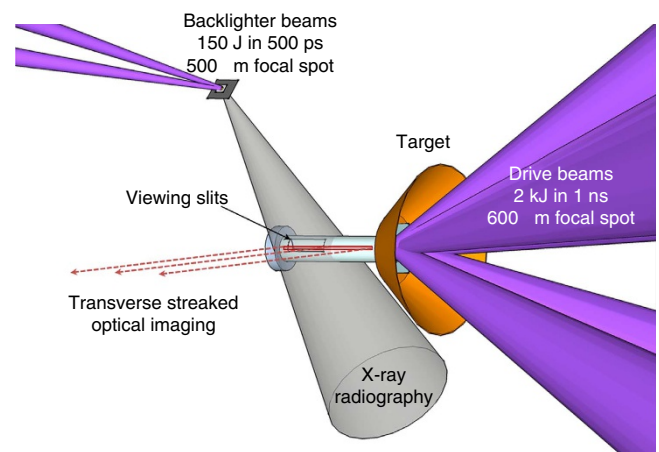 Backlighter beams
150 J in 500 ps
500 m focal spot
Target
Drive beams
2 kJ in 1 ns
600 m focal spot
Viewing slits
Transverse streaked
optical imaging
X-ray
radiography